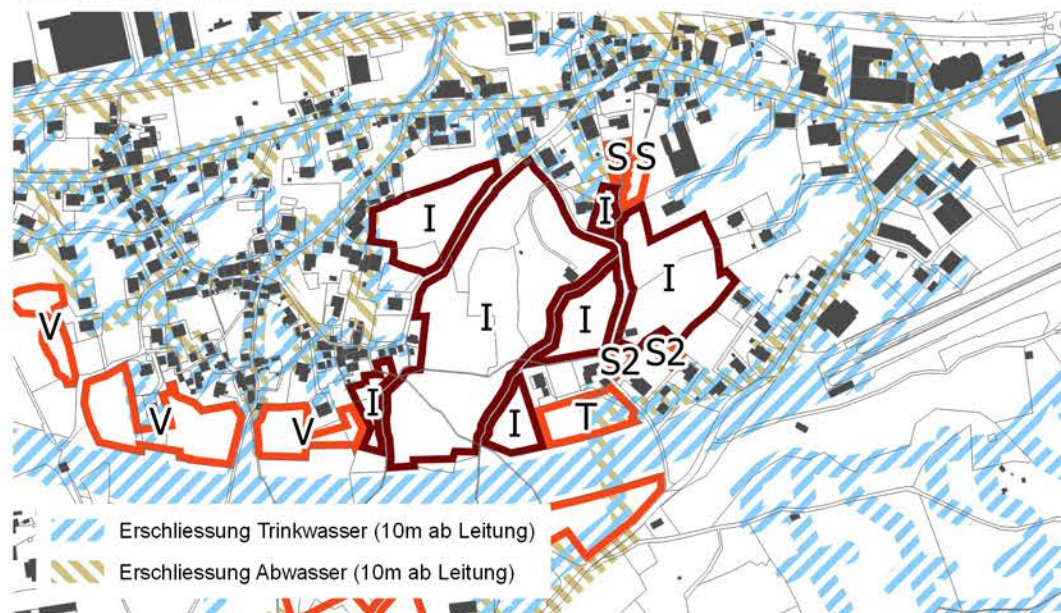 S S
I
I
I
I
I
V
S2
S2
I
V
V
I
T
Erschliessung Trinkwasser (10m ab Leitung)
Erschliessung Abwasser (10m ab Leitung)